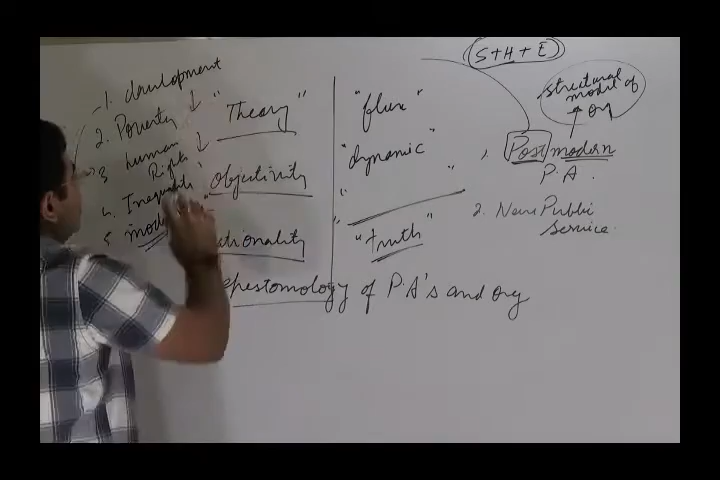 1. development
2. Poverty
3 human
Rights
4. Inequality
5
"Theory"
Objectivity
epestomology of P.A's and org
"flux"
"dynamic"
"truth"
(S+H+E)
structural
model of
org
1. Postmodern
P.A.
2. New Public
Service.